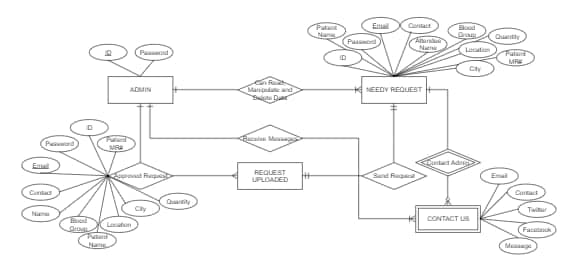 Patient
Name
Email
Contact
Blood
Group
Quantity
Password
Attendee
Name
Location
Patient
MR#
ID
City
ID
Password
ADMIN
Can Read
Manipulate and
Delete Data
NEEDY REQUEST
Receive Messages
ID
Password
Patient
MR#
Email
Contact
Name
Blood
Group
Patient
Name
Location
City
Quantity
Approved Request
REQUEST
UPLOADED
Send Request
Contact Admin
CONTACT US
Email
Contact
Twitter
Facebook
Message